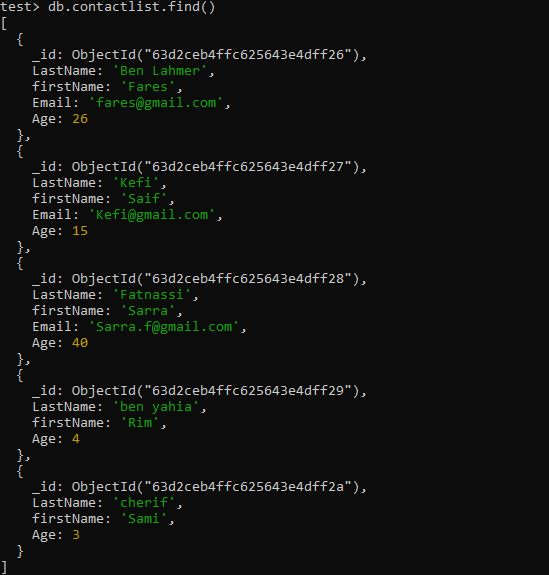 test> db.contactlist.find()
[
  {
    _id: ObjectId("63d2ceb4ffc625643e4dff26"),
    LastName: 'Ben Lahmer',
    firstName: 'Fares',
    Email: 'fares@gmail.com',
    Age: 26
  },
  {
    _id: ObjectId("63d2ceb4ffc625643e4dff27"),
    LastName: 'Kefi',
    firstName: 'Saif',
    Email: 'Kefi@gmail.com',
    Age: 15
  },
  {
    _id: ObjectId("63d2ceb4ffc625643e4dff28"),
    LastName: 'Fatnassi',
    firstName: 'Sarra',
    Email: 'Sarra.f@gmail.com',
    Age: 40
  },
  {
    _id: ObjectId("63d2ceb4ffc625643e4dff29"),
    LastName: 'ben yahia',
    firstName: 'Rim',
    Age: 4
  },
  {
    _id: ObjectId("63d2ceb4ffc625643e4dff2a"),
    LastName: 'cherif',
    firstName: 'Sami',
    Age: 3
  }
]